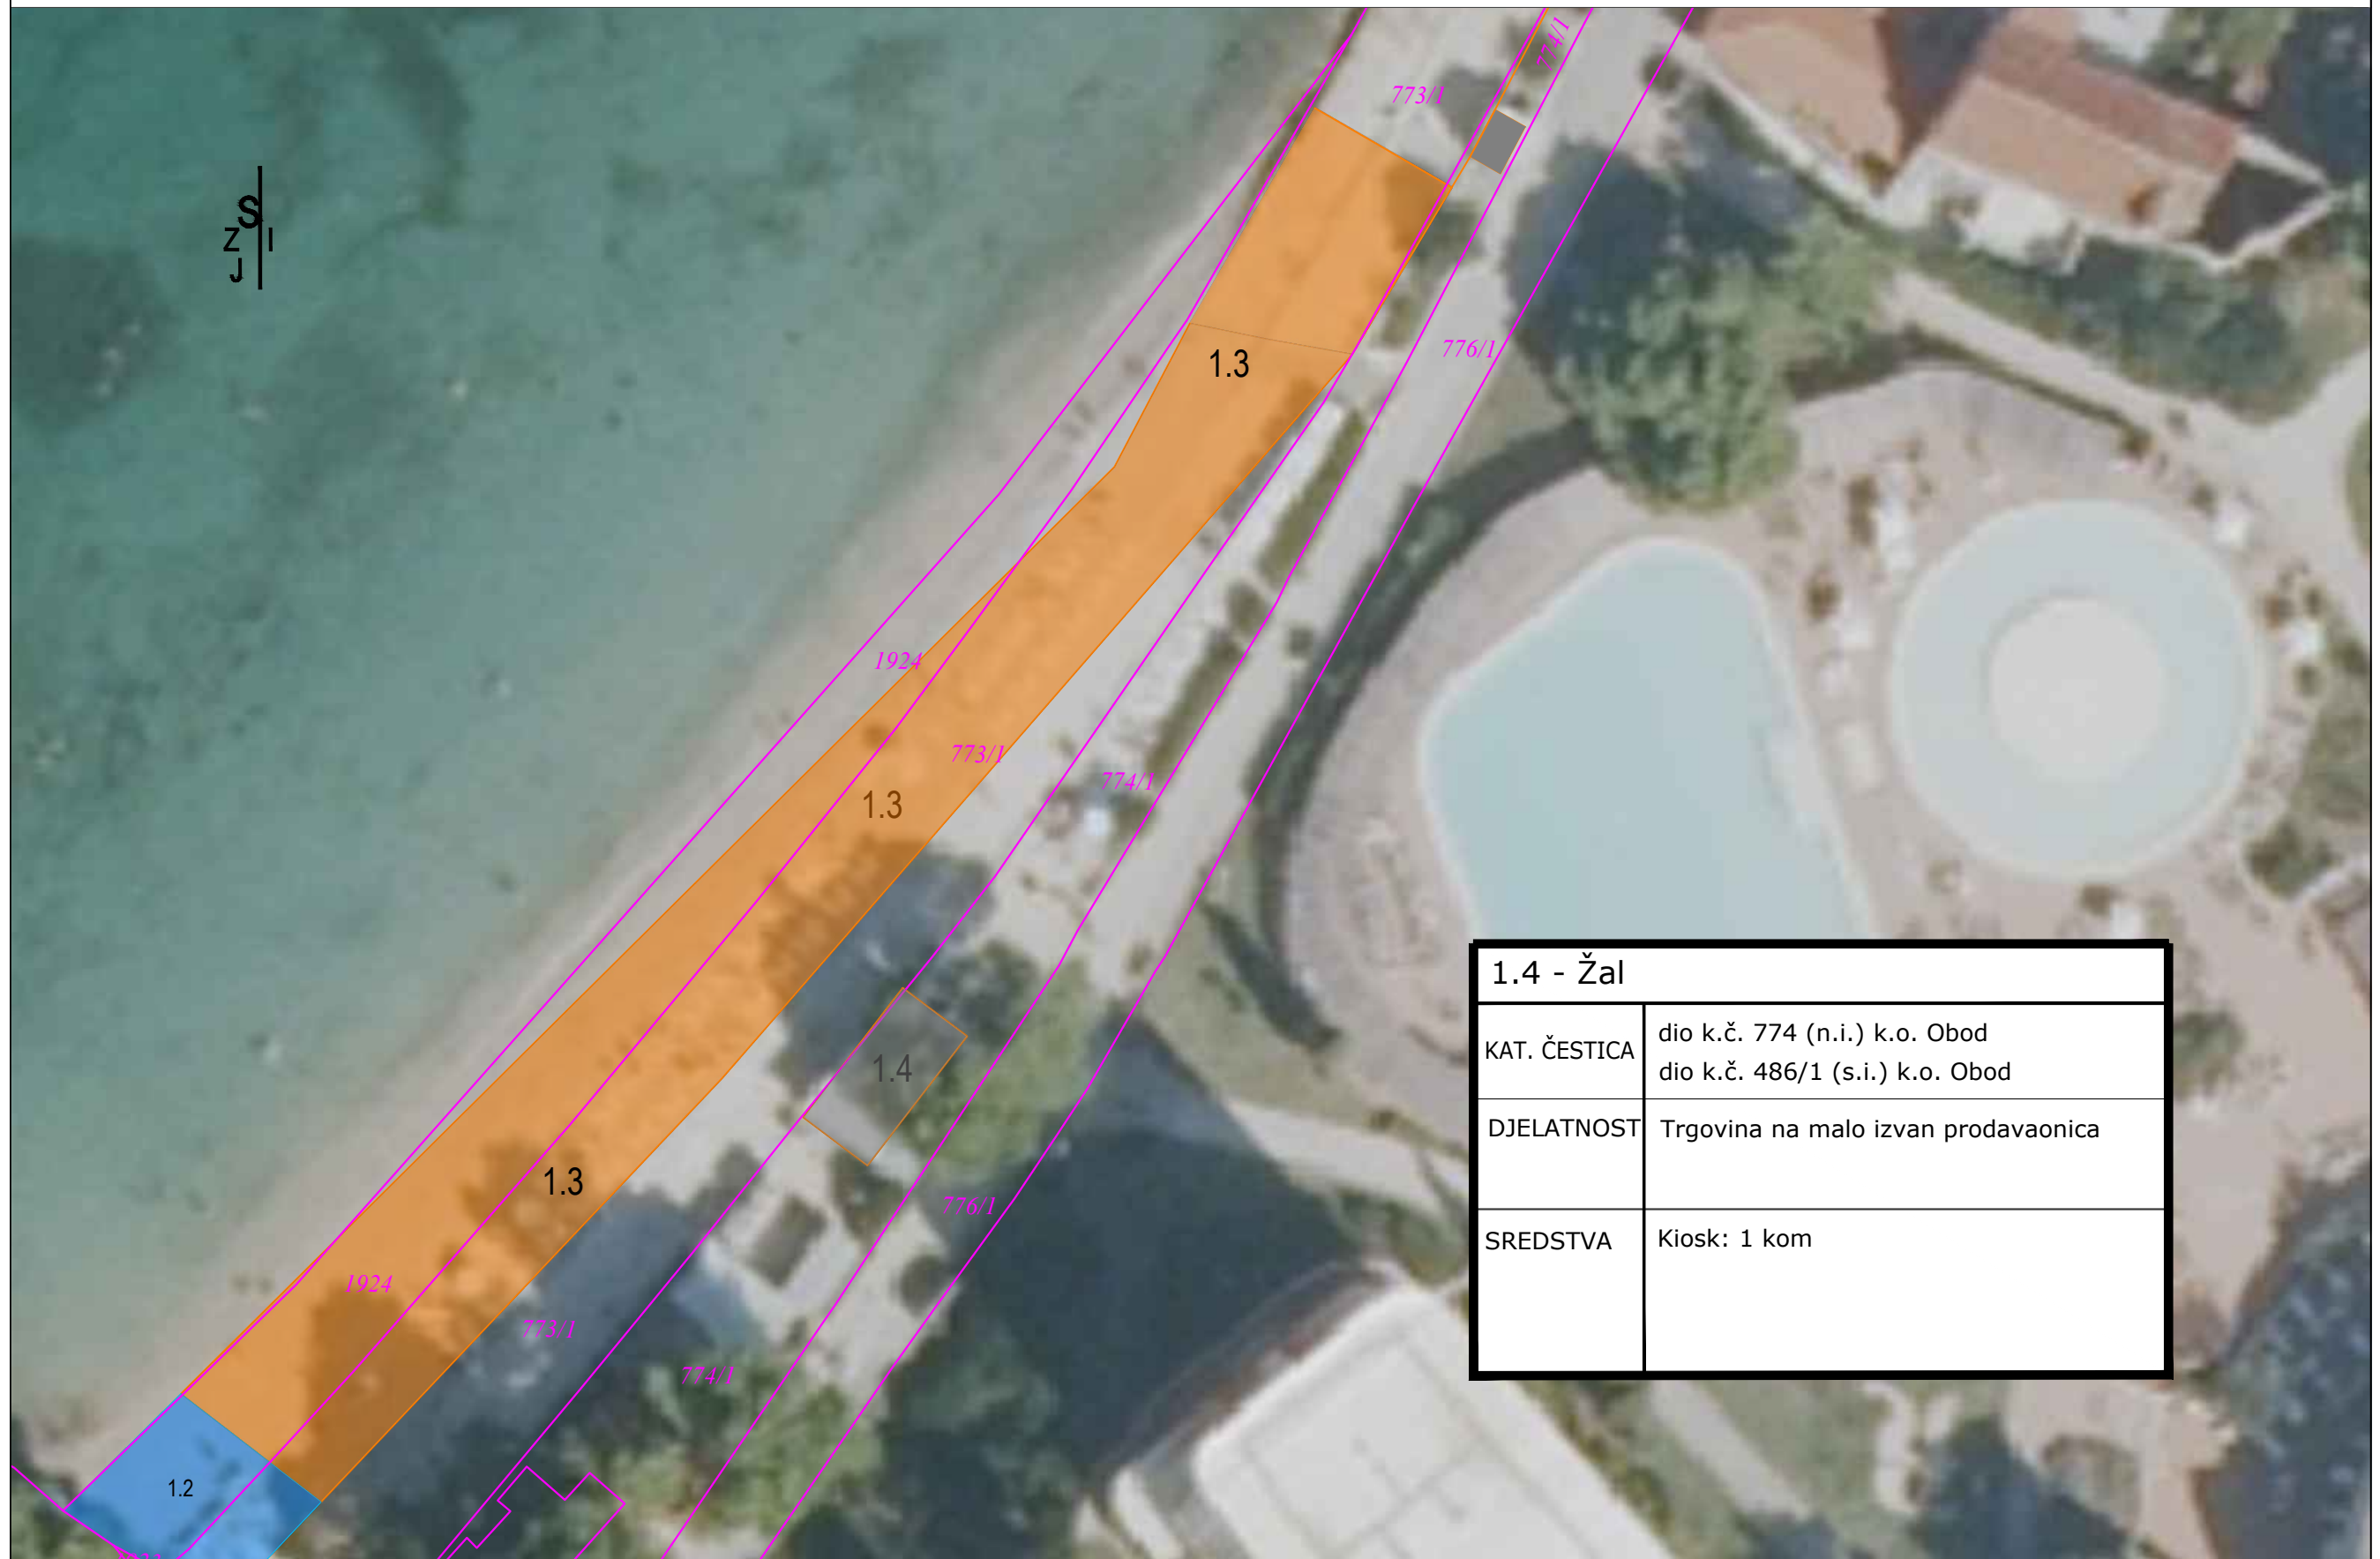 774/1
773/1
S
Z I
J
776/1
1.3
1924
773/1
774/1
1.3
1.4 - Žal
KAT. ČESTICA
dio k.č. 774 (n.i.) k.o. Obod
dio k.č. 486/1 (s.i.) k.o. Obod
DJELATNOST
Trgovina na malo izvan prodavaonica
SREDSTVA
Kiosk: 1 kom
1.4
1.3
776/1
1924
773/1
774/1
1.2